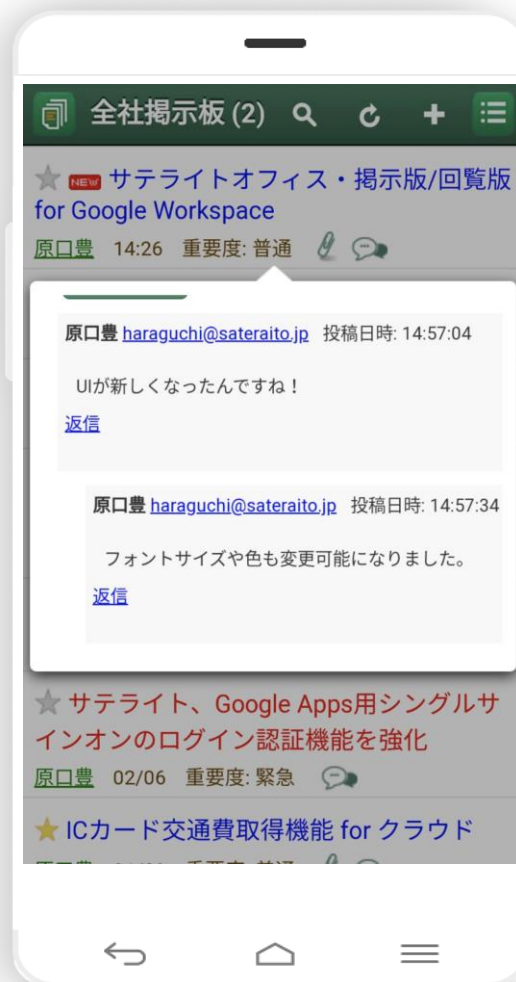 全社掲示板 (2)
NEW サテライトオフィス・掲示版/回覧版
for Google Workspace
原口豊 14:26 重要度: 普通
原口豊 haraguchi@sateraito.jp 投稿日時: 14:57:04
UIが新しくなったんですね！
返信
原口豊 haraguchi@sateraito.jp 投稿日時: 14:57:34
フォントサイズや色も変更可能になりました。
返信
サテライト、Google Apps用シングルサ
インオンのログイン認証機能を強化
原口豊 02/06 重要度: 緊急
ICカード交通費取得機能 for クラウド